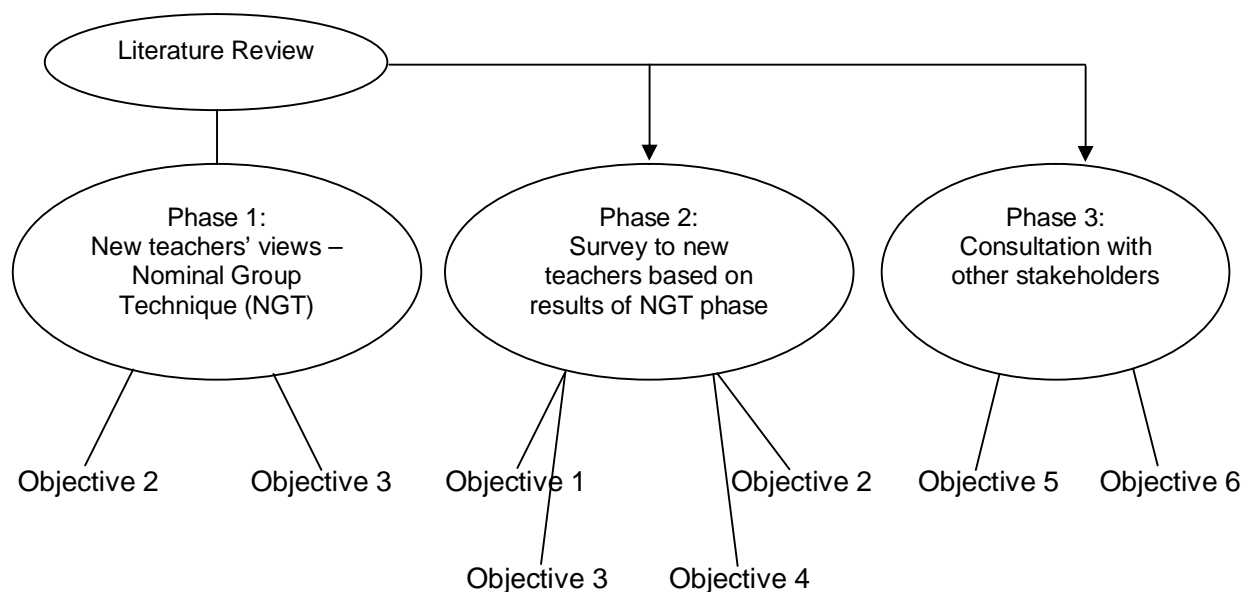 Literature Review
Phase 1:
New teachers’ views –
Nominal Group
Technique (NGT)
Phase 2:
Survey to new
teachers based on
results of NGT phase
Phase 3:
Consultation with
other stakeholders
Objective 2
Objective 3
Objective 1
Objective 2
Objective 5
Objective 6
Objective 3
Objective 4